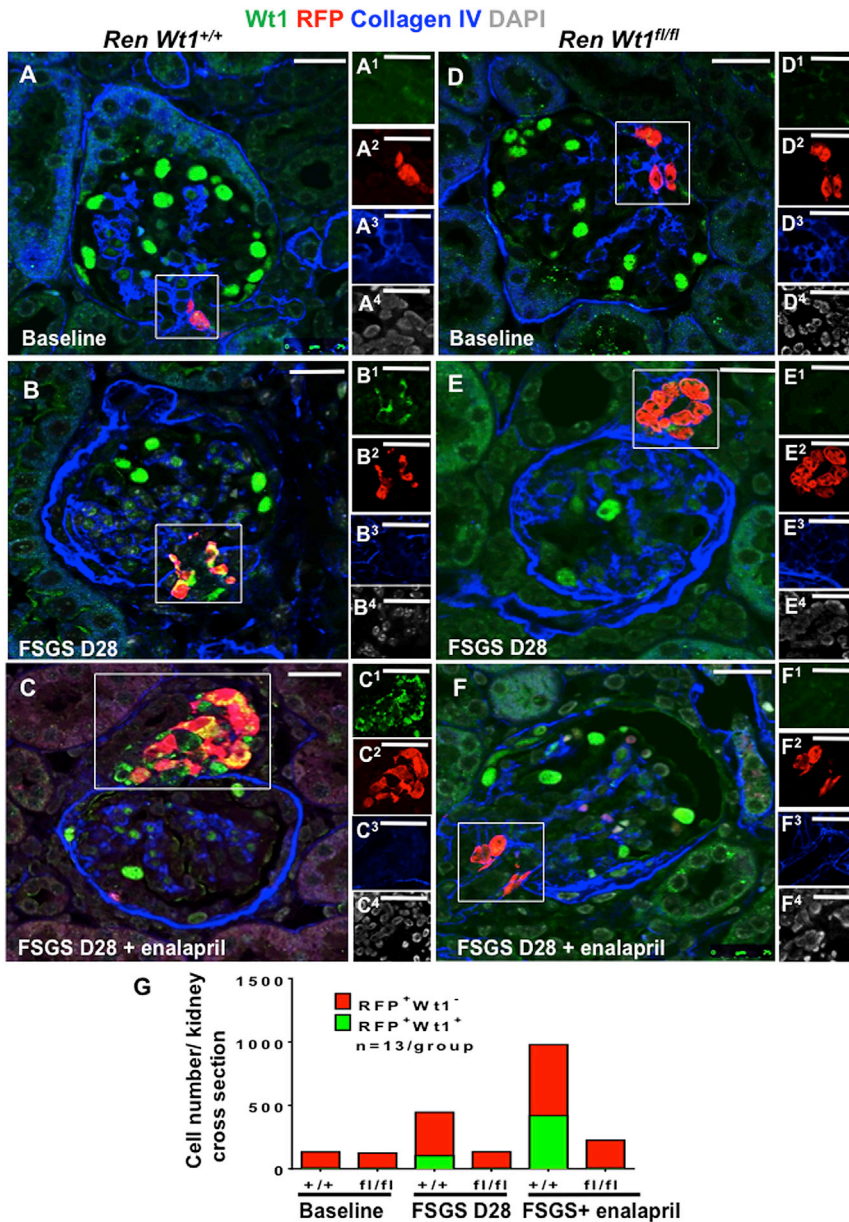 Wt1 RFP Collagen IV DAPI
Ren Wt1+/+
Ren Wt1fl/fl
A
A1
A2
A3
A4
Baseline
D
D1
D2
D3
D4
Baseline
B
B1
B2
B3
B4
FSGS D28
E
E1
E2
E3
E4
FSGS D28
C
C1
C2
C3
C4
FSGS D28 + enalapril
F
F1
F2
F3
F4
FSGS D28 + enalapril
G
Cell number/ kidney
cross section
1500
1000
500
0
RFP+Wt1-
RFP+Wt1+
n=13/group
+/+ fl/fl +/+ fl/fl +/+ fl/fl
Baseline FSGS D28 FSGS+ enalapril